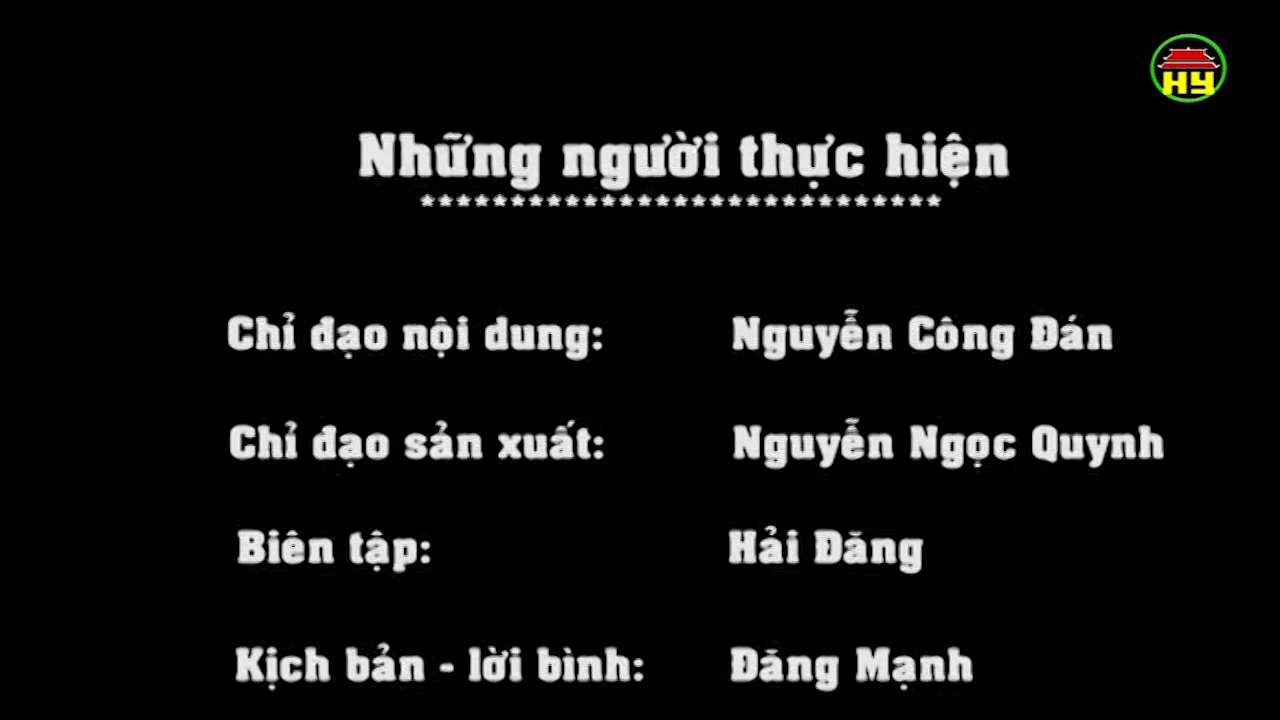 HY
Những người thực hiện
*****************************
Chỉ đạo nội dung: Nguyễn Công Đán
Chỉ đạo sản xuất: Nguyễn Ngọc Quynh
Biên tập: Hải Đăng
Kịch bản - lời bình: Đăng Mạnh